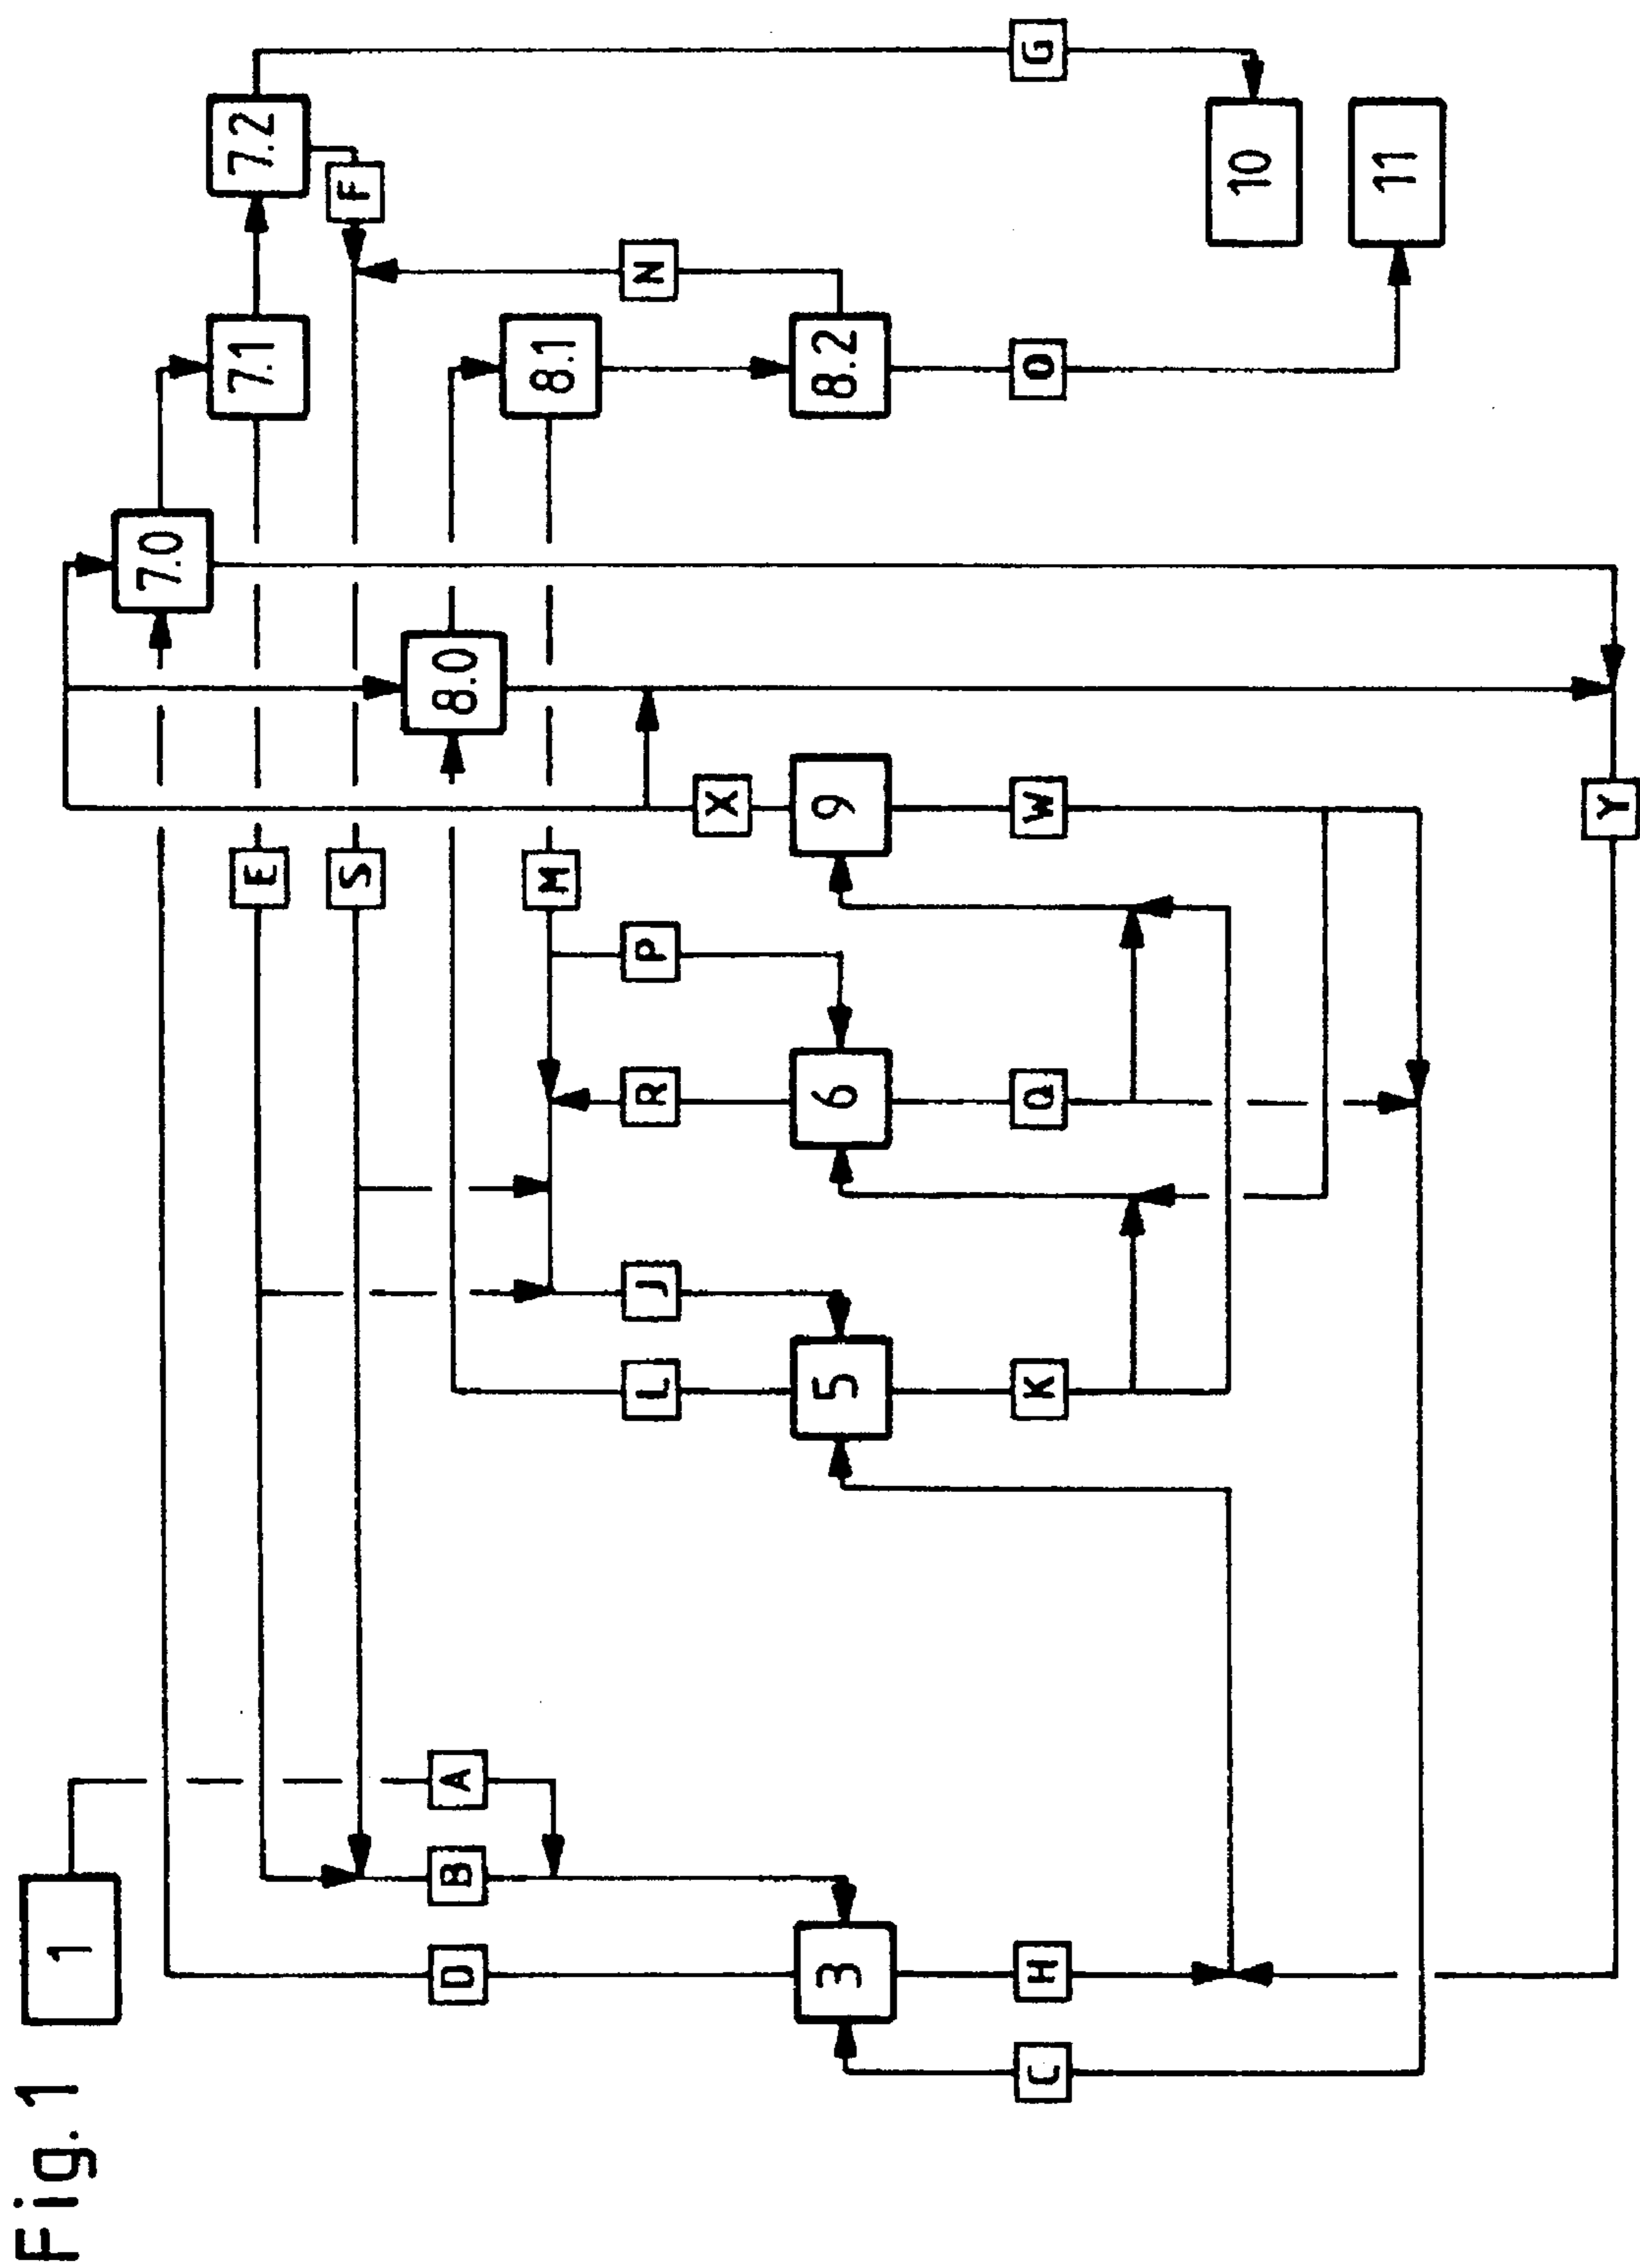 Fig.1 1
7.0
E 7.1 7.2
S F
D B A 8.0
M 8.1
L J R P N
X
3 5 6 9 8.2
C H K Q W O G
10
11
Y